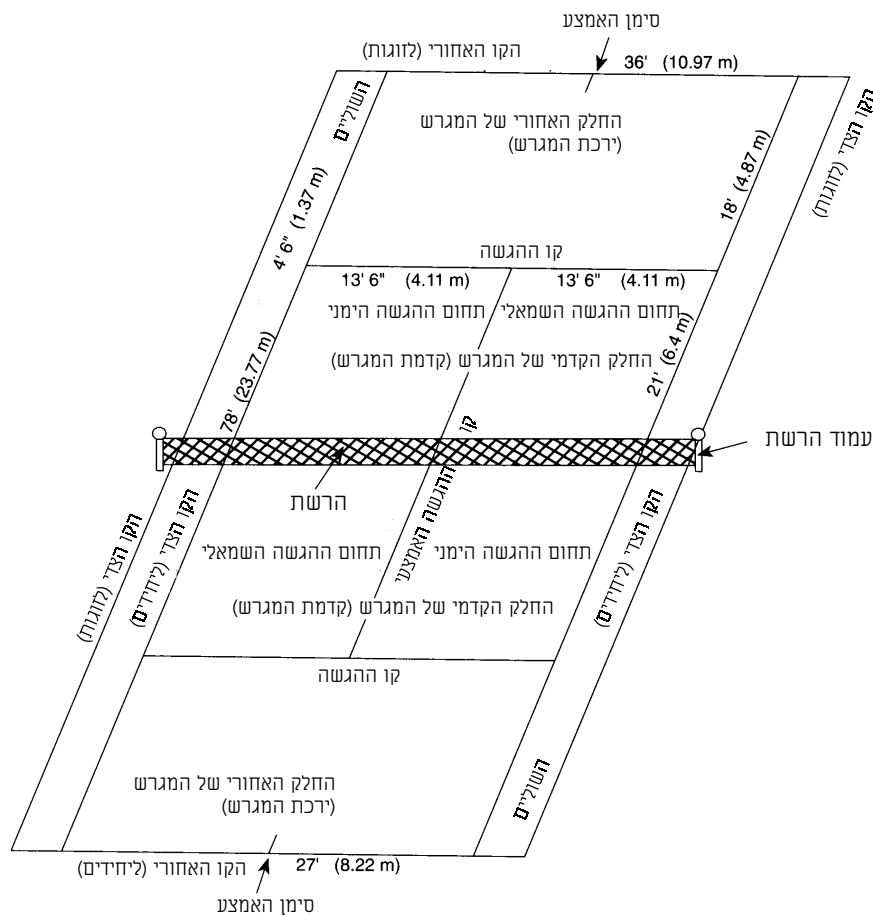 סימן האמצע
הקו האחורי (לזוגות)
36' (10.97 m)
השוליים
החלק האחורי של המגרש
(ירכת המגרש)
הקו הצדי (לזוגות)
18' (4.87 m)
4' 6" (1.37 m)
קו ההגשה
13' 6" (4.11 m)
13' 6" (4.11 m)
תחום ההגשה השמאלי
תחום ההגשה הימני
החלק הקדמי של המגרש (קדמת המגרש)
21' (6.4 m)
78' (23.77 m)
עמוד הרשת
הרשת
קו ההגשה האמצעי
הקו הצדי (ליחידים)
הקו הצדי (ליחידים)
הקו הצדי (לזוגות)
תחום ההגשה הימני
תחום ההגשה השמאלי
החלק הקדמי של המגרש (קדמת המגרש)
קו ההגשה
החלק האחורי של המגרש
(ירכת המגרש)
השוליים
הקו האחורי (ליחידים)
27' (8.22 m)
סימן האמצע